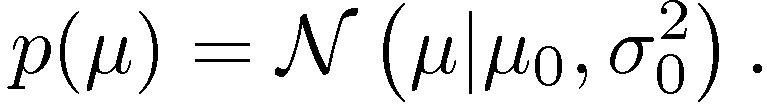 p(μ) = 𝒩 (μ|μ₀, σ₀²) .